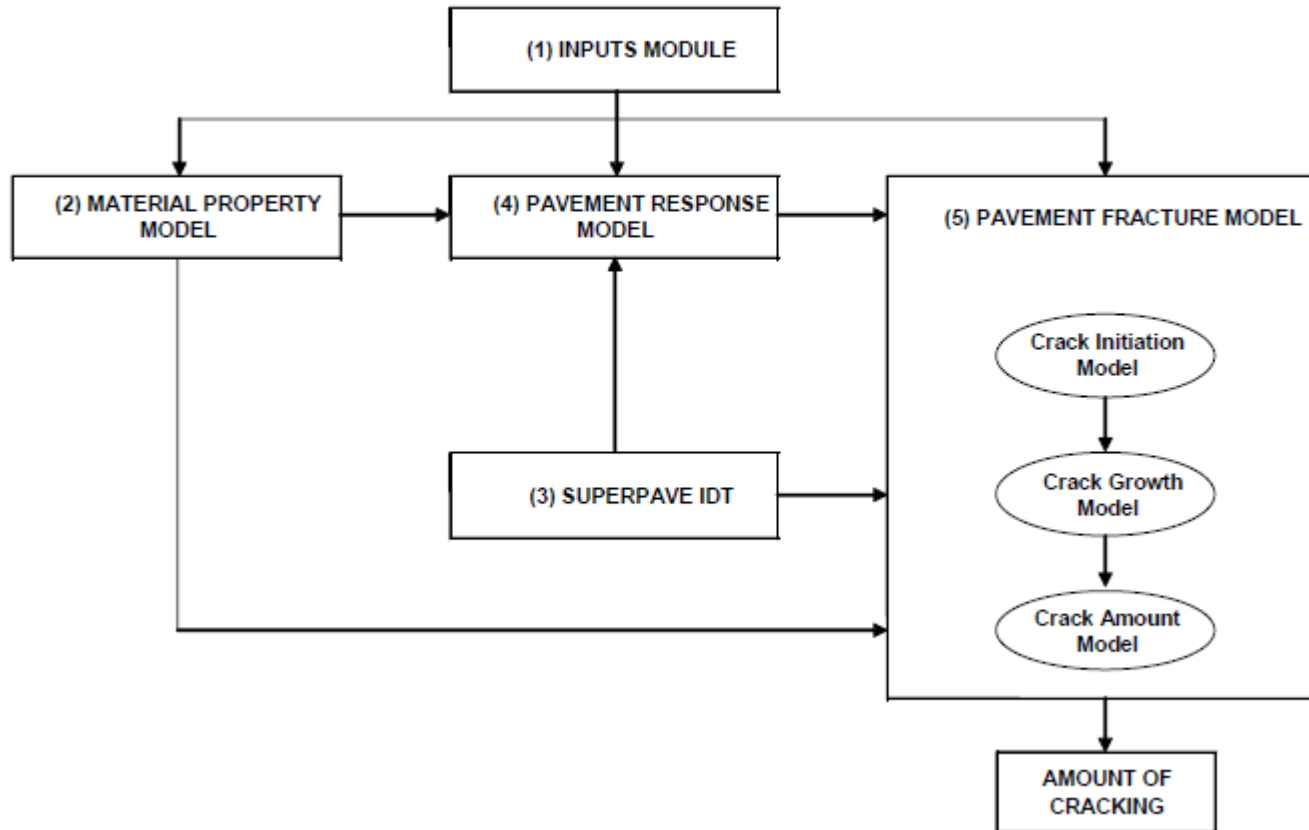 (1) INPUTS MODULE
(2) MATERIAL PROPERTY
MODEL
(4) PAVEMENT RESPONSE
MODEL
(5) PAVEMENT FRACTURE MODEL
Crack Initiation
Model
(3) SUPERPAVE IDT
Crack Growth
Model
Crack Amount
Model
AMOUNT OF
CRACKING